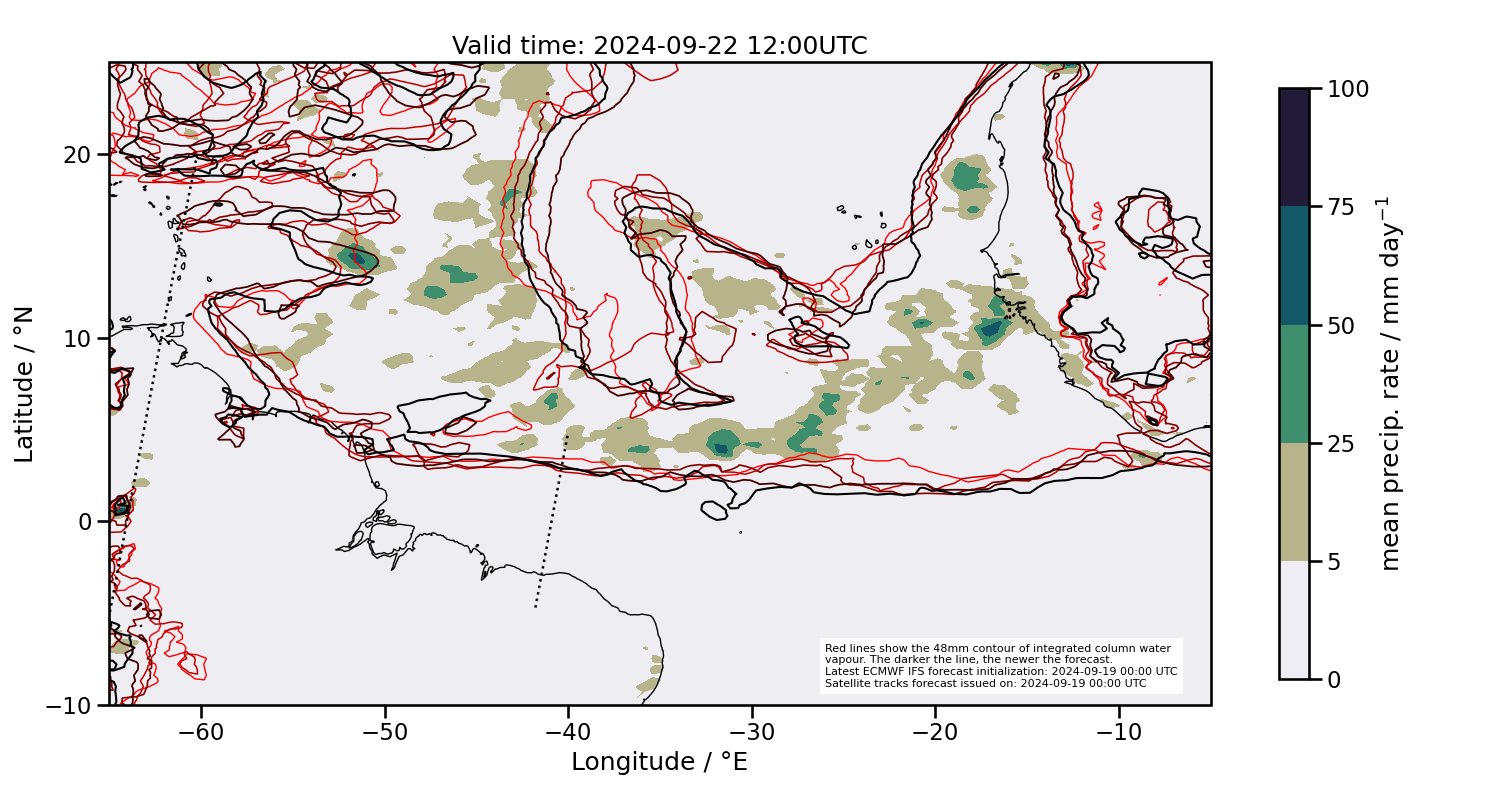 Valid time: 2024-09-22 12:00UTC
20
10
0
−10
Latitude / °N
−60
−50
−40
−30
−20
−10
Longitude / °E
Red lines show the 48mm contour of integrated column water
vapour. The darker the line, the newer the forecast.
Latest ECMWF IFS forecast initialization: 2024-09-19 00:00 UTC
Satellite tracks forecast issued on: 2024-09-19 00:00 UTC
100
75
50
25
5
0
mean precip. rate / mm day⁻¹